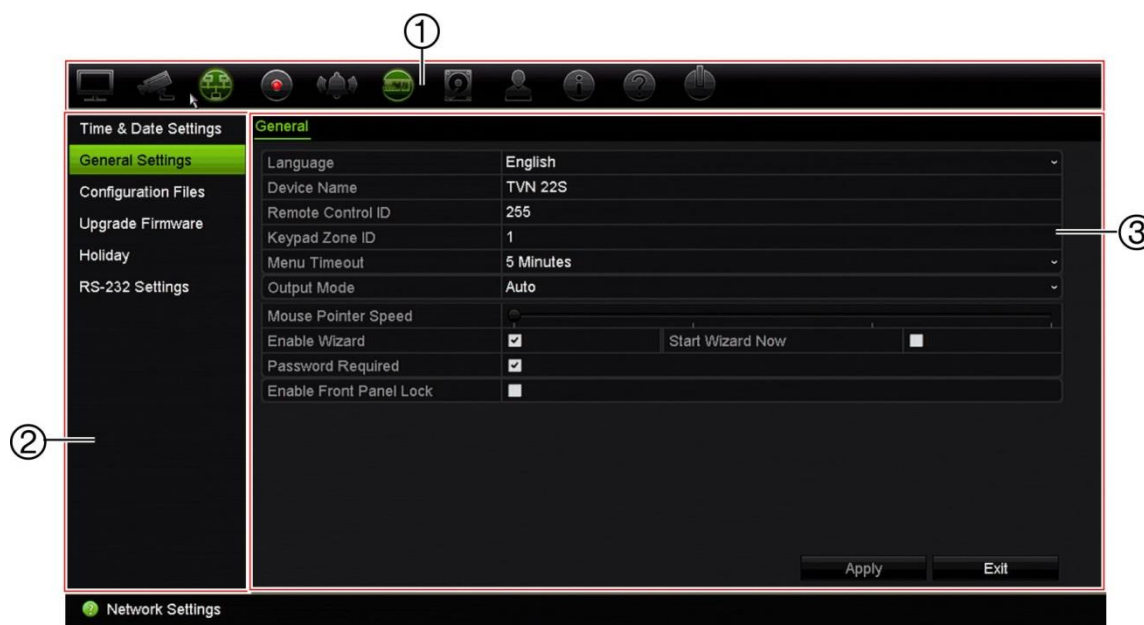 ①
Time & Date Settings
General Settings
Configuration Files
Upgrade Firmware
Holiday
RS-232 Settings
②
General
Language English
Device Name TVN 22S
Remote Control ID 255
Keypad Zone ID 1
Menu Timeout 5 Minutes
Output Mode Auto
Mouse Pointer Speed
Enable Wizard Start Wizard Now
Password Required
Enable Front Panel Lock
③
Apply Exit
Network Settings